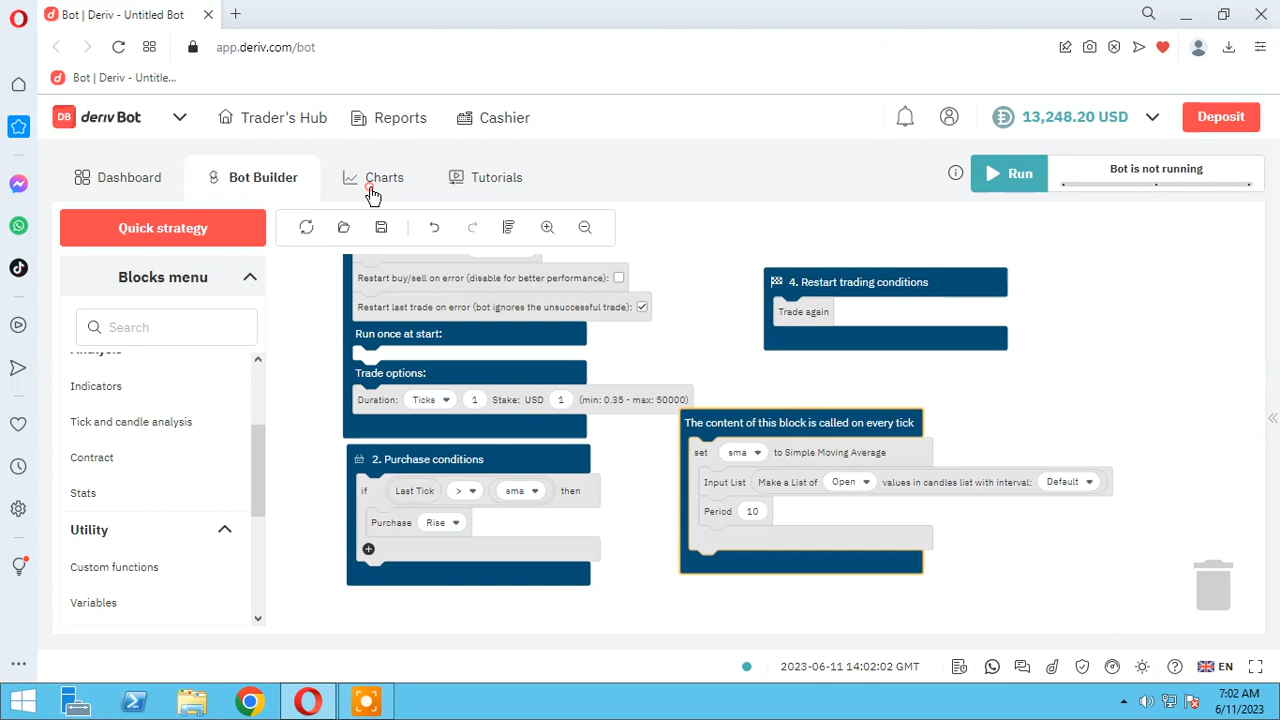 Bot | Deriv - Untitled Bot
app.deriv.com/bot
Bot | Deriv - Untitle...
DB deriv Bot
Trader's Hub
Reports
Cashier
13,248.20 USD
Deposit
Dashboard
Bot Builder
Charts
Tutorials
Run
Bot is not running
Quick strategy
Blocks menu
Search
Analysis
Indicators
Tick and candle analysis
Contract
Stats
Utility
Custom functions
Variables
Restart buy/sell on error (disable for better performance):
Restart last trade on error (bot ignores the unsuccessful trade):
Run once at start:
Trade options:
Duration: Ticks 1 Stake: USD 1 (min: 0.35 - max: 50000)
2. Purchase conditions
if Last Tick > sma then
Purchase Rise
4. Restart trading conditions
Trade again
The content of this block is called on every tick
set sma to Simple Moving Average
Input List Make a List of Open values in candles list with interval: Default
Period 10
2023-06-11 14:02:02 GMT
EN
7:02 AM
6/11/2023